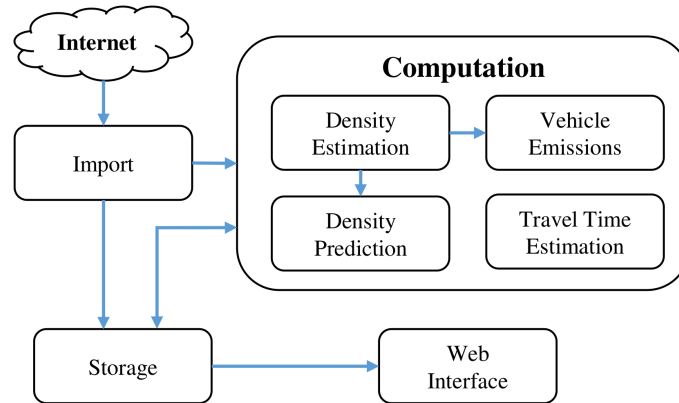 Internet
Computation
Density
Estimation
Vehicle
Emissions
Import
Density
Prediction
Travel Time
Estimation
Storage
Web
Interface